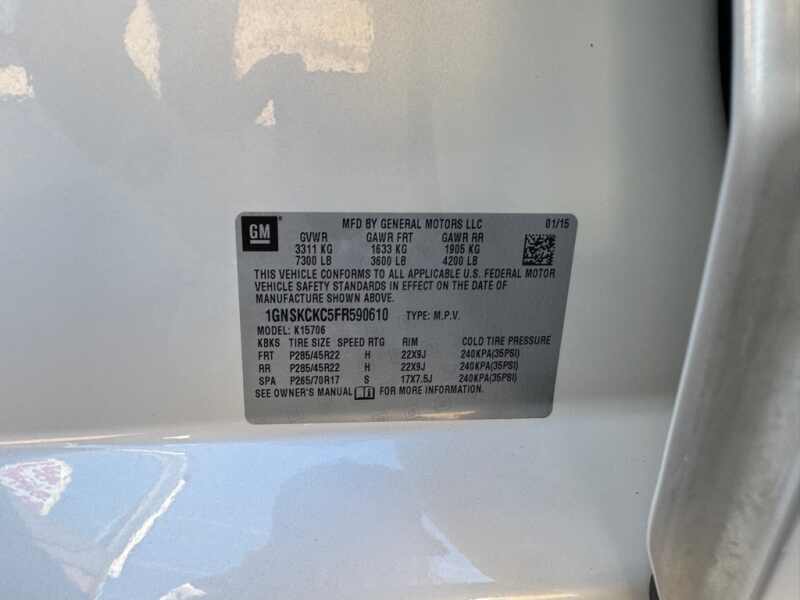 GM
MFD BY GENERAL MOTORS LLC 01/15
GVWR GAWR FRT GAWR RR
3311 KG 1633 KG 1905 KG
7300 LB 3600 LB 4200 LB
THIS VEHICLE CONFORMS TO ALL APPLICABLE U.S. FEDERAL MOTOR
VEHICLE SAFETY STANDARDS IN EFFECT ON THE DATE OF
MANUFACTURE SHOWN ABOVE.
1GNSKCKC5FR590610 TYPE: M.P.V.
MODEL: K15706
KBKS TIRE SIZE SPEED RTG RIM COLD TIRE PRESSURE
FRT P285/45R22 H 22X9J 240KPA(35PSI)
RR P285/45R22 H 22X9J 240KPA(35PSI)
SPA P265/70R17 S 17X7.5J 240KPA(35PSI)
SEE OWNER'S MANUAL FOR MORE INFORMATION.